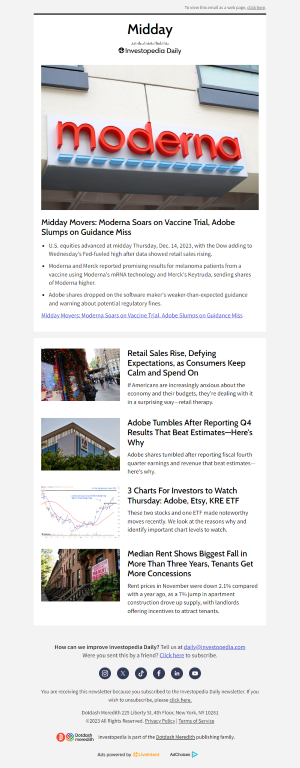 To view this email as a web page, click here.
Midday
Investopedia Daily
moderna
Midday Movers: Moderna Soars on Vaccine Trial, Adobe
Slumps on Guidance Miss
U.S. equities advanced at midday Thursday, Dec. 14, 2023, with the Dow adding to
Wednesday's Fed-fueled high after data showed retail sales rising.
Moderna and Merck reported promising results for melanoma patients from a
vaccine using Moderna's mRNA technology and Merck's Keytruda, sending shares
of Moderna higher.
Adobe shares dropped on the software maker's weaker-than-expected guidance
and warning about potential regulatory fines.
Midday Movers: Moderna Soars on Vaccine Trial, Adobe Slumps on Guidance Miss
Retail Sales Rise, Defying
Expectations, as Consumers Keep
Calm and Spend On
If Americans are increasingly anxious about the
economy and their budgets, they're dealing with it
in a surprising way—retail therapy.
Adobe Tumbles After Reporting Q4
Results That Beat Estimates—Here's
Why
Adobe shares tumbled after reporting fiscal fourth
quarter earnings and revenue that beat estimates—
here's why.
3 Charts For Investors to Watch
Thursday: Adobe, Etsy, KRE ETF
These two stocks and one ETF made noteworthy
moves recently. We look at the reasons why and
identify important chart levels to watch.
Median Rent Shows Biggest Fall in
More Than Three Years, Tenants Get
More Concessions
Rent prices in November were down 2.1% compared
with a year ago, as a 7% jump in apartment
construction drove up supply, with landlords
offering incentives to attract tenants.
How can we improve Investopedia Daily? Tell us at daily@investopedia.com
Were you sent this by a friend? Click here to subscribe.
You are receiving this newsletter because you subscribed to the Investopedia Daily newsletter. If you
wish to unsubscribe, please click here.
Dotdash Meredith 225 Liberty St, 4th Floor, New York, NY 10281
©2023 All Rights Reserved. Privacy Policy | Terms of Service
Dotdash
meredith
Investopedia is part of the Dotdash Meredith publishing family.
Ads powered by LiveIntent AdChoices